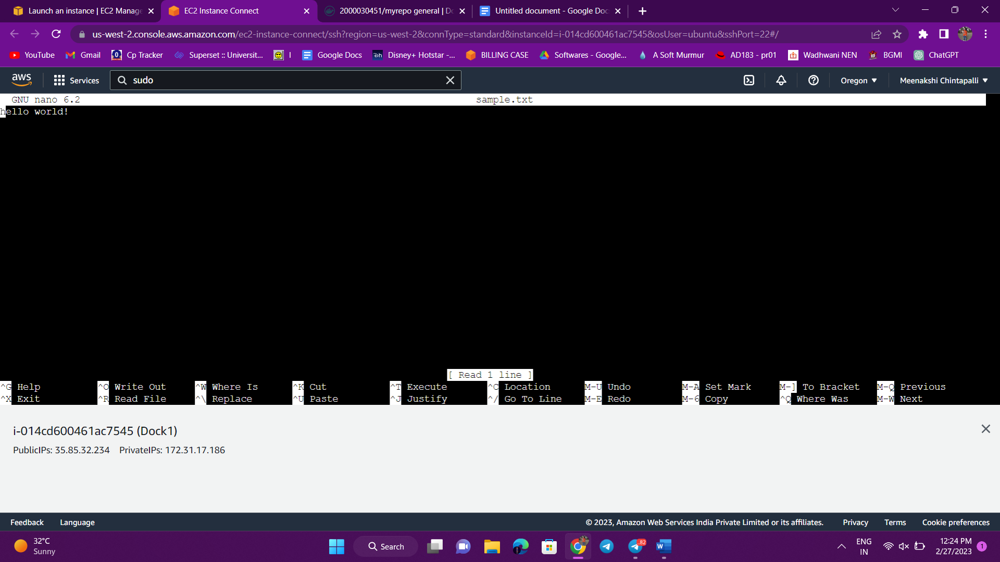 Launch an instance | EC2 Manage
EC2 Instance Connect
2000030451/myrepo general | Do
Untitled document - Google Doc
us-west-2.console.aws.amazon.com/ec2-instance-connect/ssh?region=us-west-2&connType=standard&instanceId=i-014cd600461ac7545&osUser=ubuntu&sshPort=22#/
YouTube Gmail Cp Tracker Superset :: Universit... I Google Docs Disney+ Hotstar -... BILLING CASE Softwares - Google... A Soft Murmur AD183 - pr01 Wadhwani NEN BGMI ChatGPT
aws Services sudo Oregon Meenakshi Chintapalli
GNU nano 6.2 sample.txt
hello world!
[ Read 1 line ]
^G Help ^O Write Out ^W Where Is ^K Cut ^T Execute ^C Location M-U Undo M-A Set Mark M-] To Bracket M-Q Previous
^X Exit ^R Read File ^\ Replace ^U Paste ^J Justify ^/ Go To Line M-E Redo M-6 Copy ^Q Where Was M-W Next
i-014cd600461ac7545 (Dock1)
PublicIPs: 35.85.32.234 PrivateIPs: 172.31.17.186
Feedback Language © 2023, Amazon Web Services India Private Limited or its affiliates. Privacy Terms Cookie preferences
32°C
Sunny
Search
..82
ENG
IN
12:24 PM
2/27/2023
1